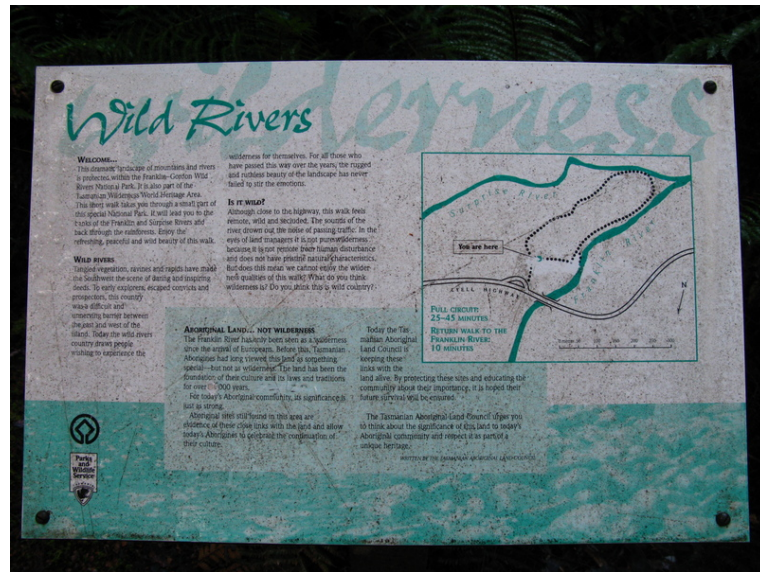 wilderness
Wild Rivers
WELCOME...
This dramatic landscape of mountains and rivers
is protected within the Franklin–Gordon Wild
Rivers National Park. It is also part of the
Tasmanian Wilderness World Heritage Area.
This short walk takes you through a small part of
this special National Park. It will lead you to the
banks of the Franklin and Surprise Rivers and
back through the rainforests. Enjoy the
refreshing, peaceful and wild beauty of this walk.
WILD RIVERS
Tangled vegetation, ravines and rapids have made
the Southwest the scene of daring and inspiring
deeds. To early explorers, escaped convicts and
prospectors, this country
was a difficult and
unnerving barrier between
the east and west of the
island. Today the wild rivers
country draws people
wishing to experience the
wilderness for themselves. For all those who
have passed this way over the years, the rugged
and ruthless beauty of the landscape has never
failed to stir the emotions.
IS IT WILD?
Although close to the highway, this walk feels
remote, wild and secluded. The sounds of the
river drown out the noise of passing traffic. In the
eyes of land managers it is not pure wilderness
because it is not remote from human disturbance
and does not have pristine natural characteristics.
But does this mean we cannot enjoy the wilder-
ness qualities of this walk? What do you think
wilderness is? Do you think this is wild country?
Surprise River
Franklin River
You are here
LYELL HIGHWAY
N
FULL CIRCUIT:
25–45 MINUTES
RETURN WALK TO THE
FRANKLIN RIVER:
10 MINUTES
ABORIGINAL LAND... NOT WILDERNESS
The Franklin River has only been seen as a wilderness
since the arrival of Europeans. Before this, Tasmanian
Aborigines had long viewed this land as something
special—but not as wilderness. The land has been the
foundation of their culture and its laws and traditions
for over 000 years.
For today's Aboriginal community, its significance is
just as strong.
Aboriginal sites still found in this area are
evidence of these close links with the land and allow
today's Aborigines to celebrate the continuation of
their culture.
Today the Tas
manian Aboriginal
Land Council is
keeping these
links with the
land alive. By protecting these sites and educating the
community about their importance, it is hoped their
future survival will be ensured.
The Tasmanian Aboriginal Land Council urges you
to think about the significance of this land to today's
Aboriginal community and respect it as part of a
unique heritage.
WRITTEN BY THE TASMANIAN ABORIGINAL LAND COUNCIL
Parks
and
Wildlife
Service